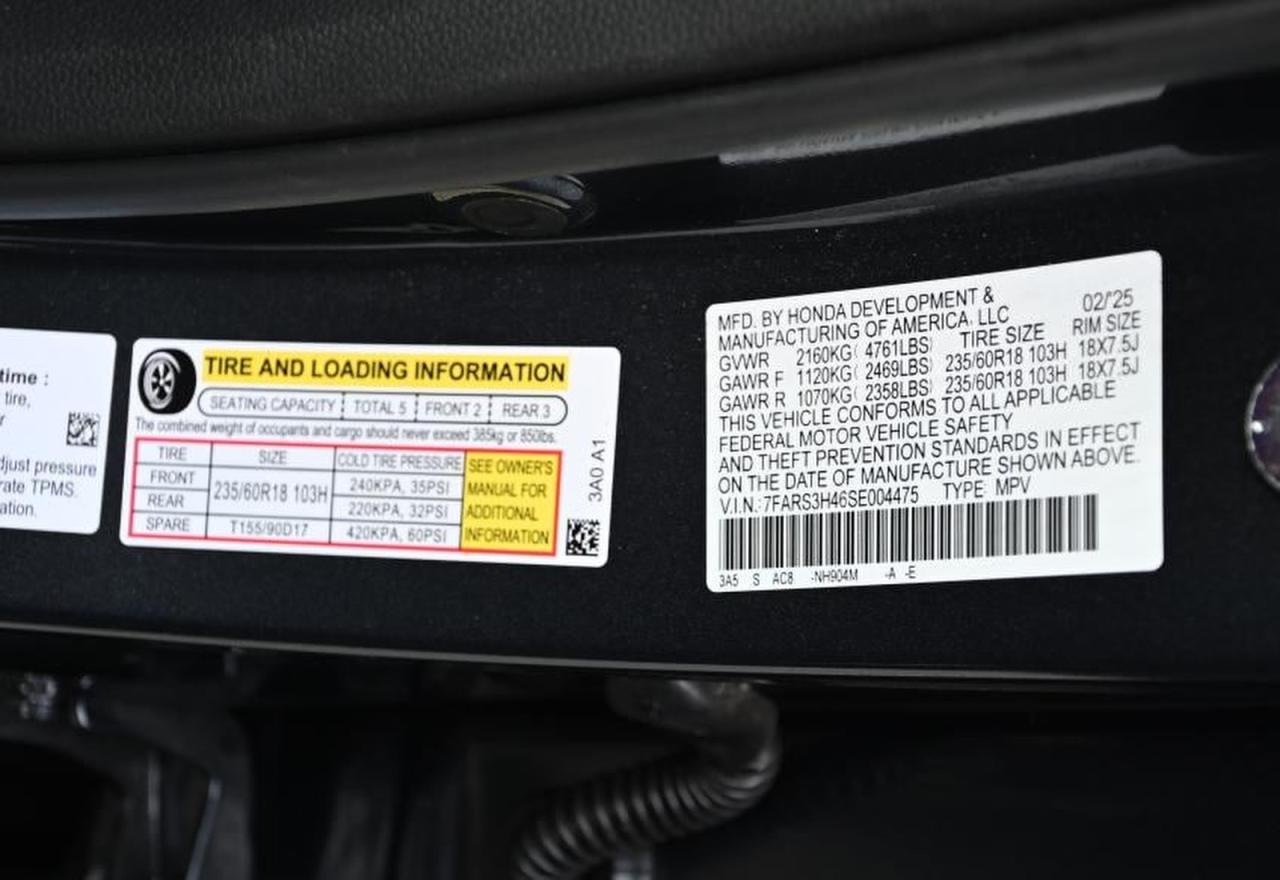 time :
tire,
r
djust pressure
rate TPMS.
ation.
TIRE AND LOADING INFORMATION
SEATING CAPACITY TOTAL 5 FRONT 2 REAR 3
The combined weight of occupants and cargo should never exceed 385kg or 850lbs.
TIRE SIZE COLD TIRE PRESSURE SEE OWNER'S MANUAL FOR ADDITIONAL INFORMATION
FRONT 235/60R18 103H 240KPA, 35PSI
REAR 220KPA, 32PSI
SPARE T155/90D17 420KPA, 60PSI
3A0 A1
MFD. BY HONDA DEVELOPMENT & 02/'25
MANUFACTURING OF AMERICA, LLC
GVWR 2160KG( 4761LBS) TIRE SIZE RIM SIZE
GAWR F 1120KG( 2469LBS) 235/60R18 103H 18X7.5J
GAWR R 1070KG( 2358LBS) 235/60R18 103H 18X7.5J
THIS VEHICLE CONFORMS TO ALL APPLICABLE
FEDERAL MOTOR VEHICLE SAFETY
AND THEFT PREVENTION STANDARDS IN EFFECT
ON THE DATE OF MANUFACTURE SHOWN ABOVE.
V.I.N.:7FARS3H46SE004475 TYPE: MPV
3A5 S AC8 -NH904M -A -E